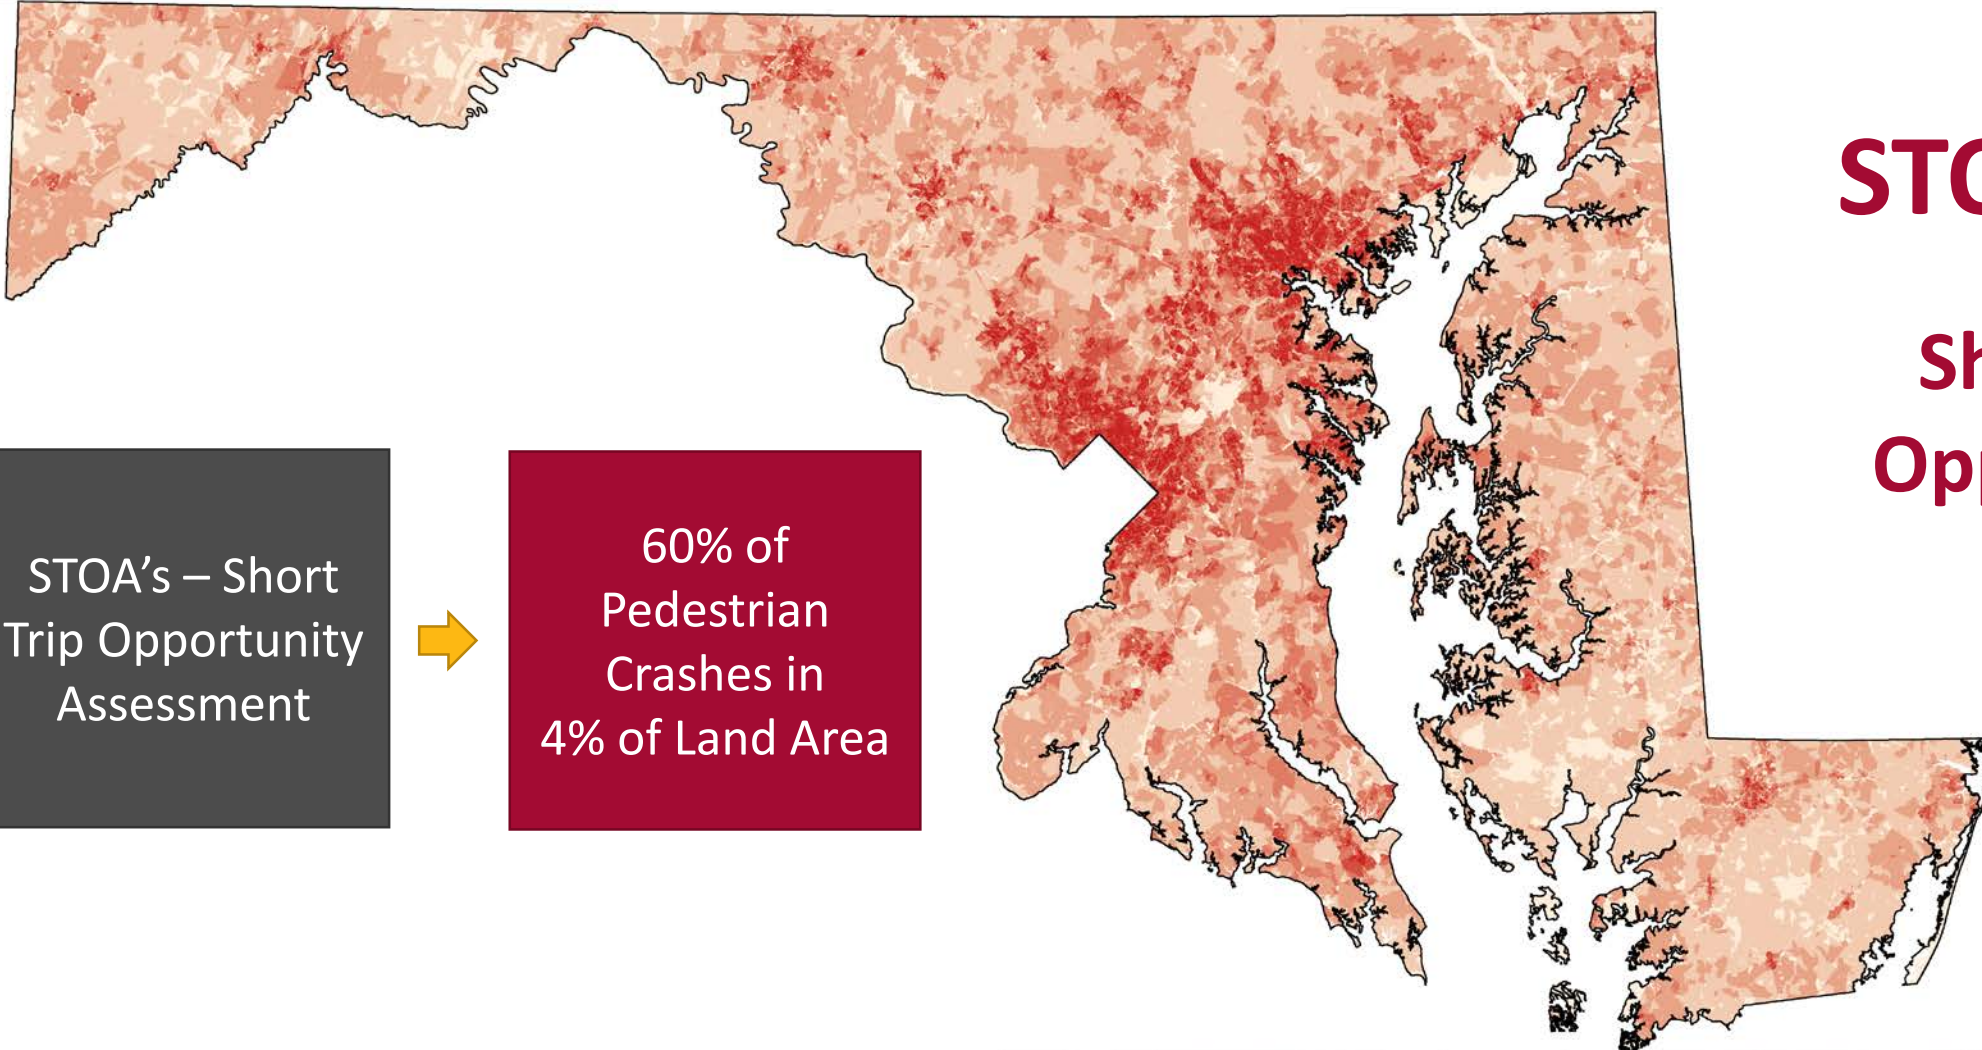 STOA’s – Short
Trip Opportunity
Assessment
60% of
Pedestrian
Crashes in
4% of Land Area